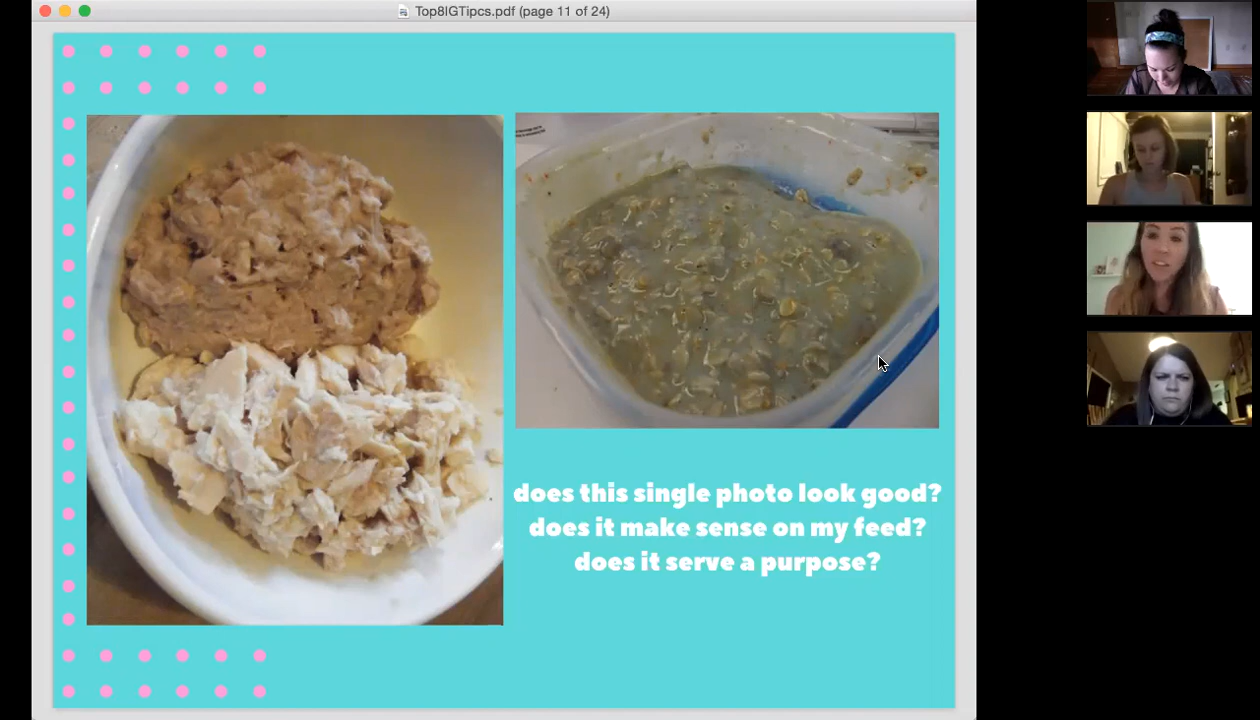 Top8IGTipcs.pdf (page 11 of 24)
does this single photo look good?
does it make sense on my feed?
does it serve a purpose?